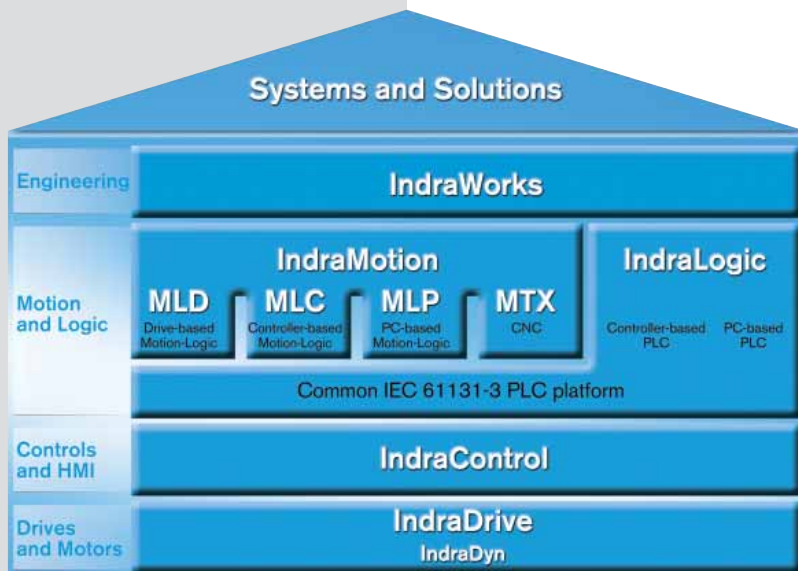 Systems and Solutions
Engineering
IndraWorks
Motion
and Logic
IndraMotion
MLD
Drive-based
Motion-Logic
MLC
Controller-based
Motion-Logic
MLP
PC-based
Motion-Logic
MTX
CNC
IndraLogic
Controller-based
PLC
PC-based
PLC
Common IEC 61131-3 PLC platform
Controls
and HMI
IndraControl
Drives
and Motors
IndraDrive
IndraDyn